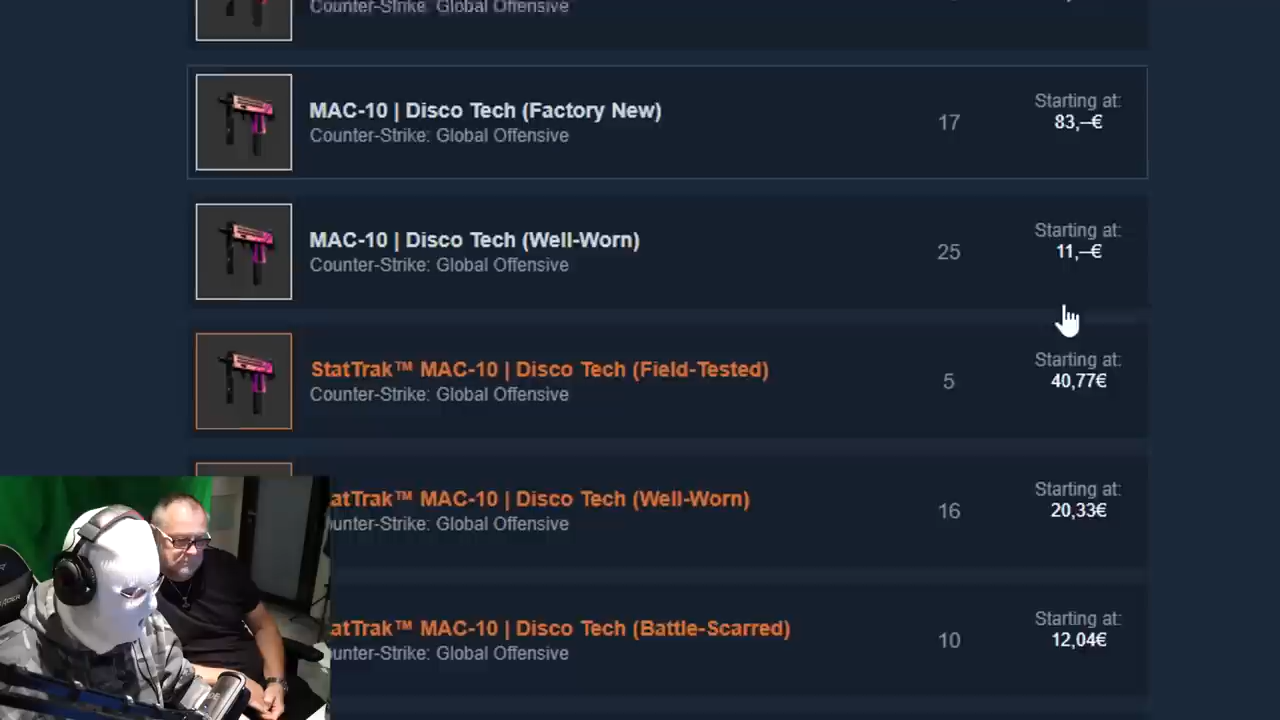 Counter-Strike: Global Offensive
MAC-10 | Disco Tech (Factory New)
Counter-Strike: Global Offensive
17
Starting at:
83,--€
MAC-10 | Disco Tech (Well-Worn)
Counter-Strike: Global Offensive
25
Starting at:
11,--€
StatTrak™ MAC-10 | Disco Tech (Field-Tested)
Counter-Strike: Global Offensive
5
Starting at:
40,77€
atTrak™ MAC-10 | Disco Tech (Well-Worn)
unter-Strike: Global Offensive
16
Starting at:
20,33€
atTrak™ MAC-10 | Disco Tech (Battle-Scarred)
unter-Strike: Global Offensive
10
Starting at:
12,04€